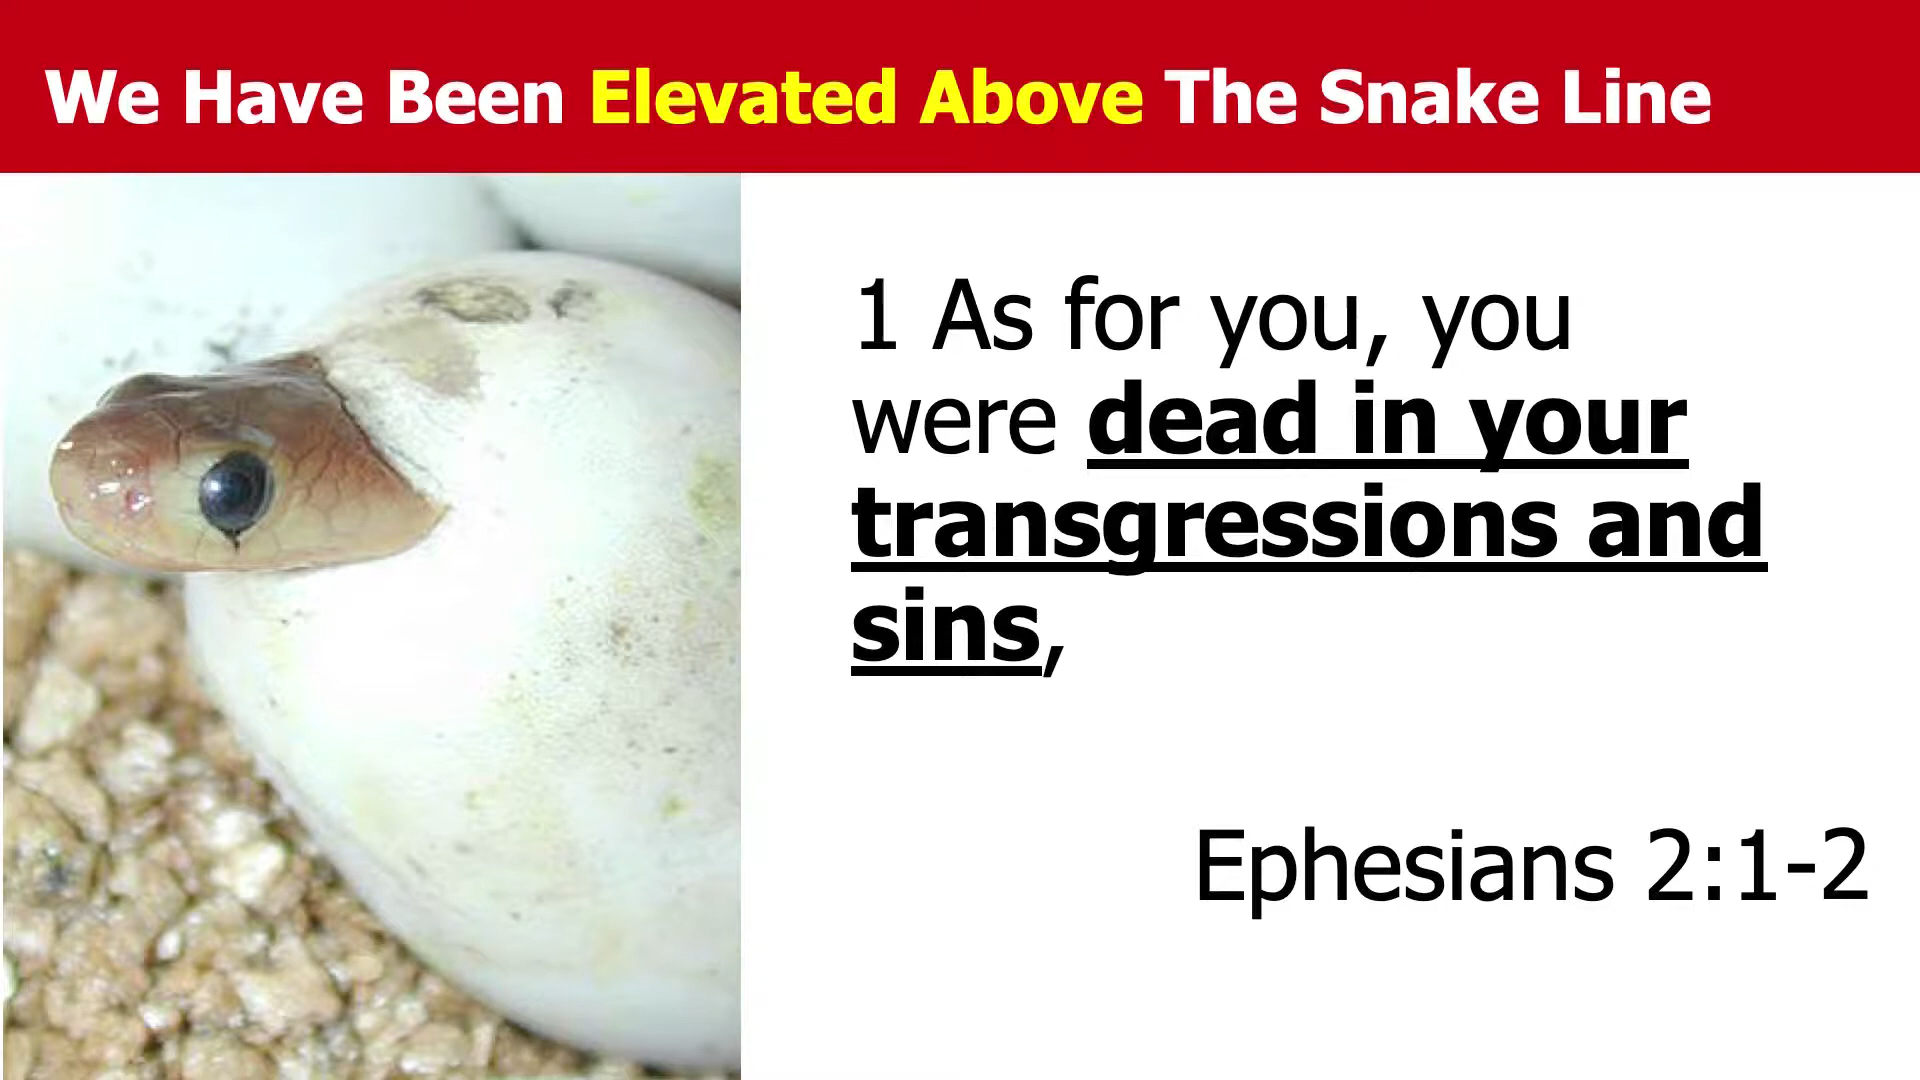 We Have Been Elevated Above The Snake Line
1 As for you, you
were dead in your
transgressions and
sins,
Ephesians 2:1-2